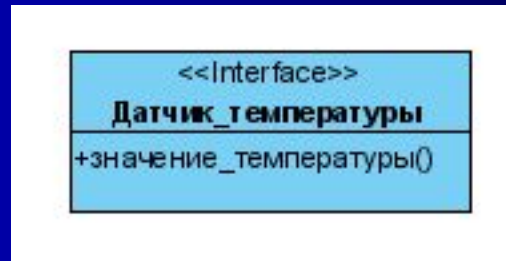 <<Interface>>
Датчик_температуры
+значение_температуры()